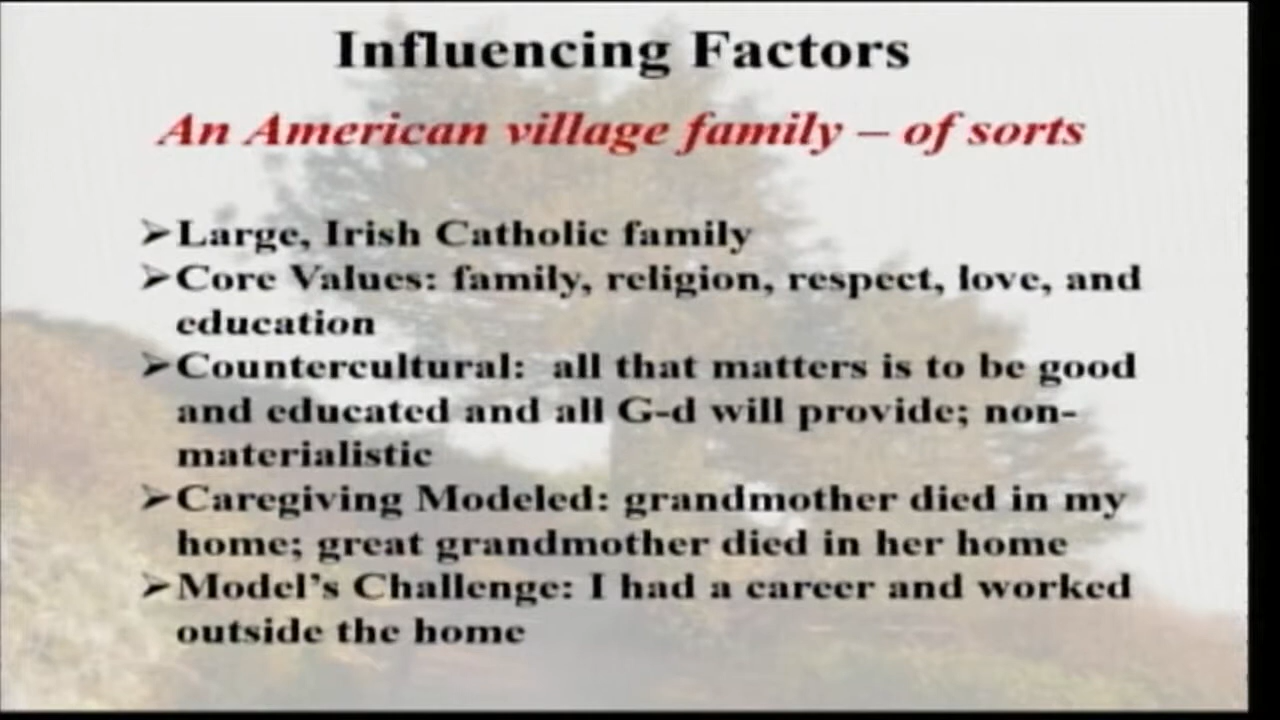 Influencing Factors
An American village family – of sorts
➢Large, Irish Catholic family
➢Core Values: family, religion, respect, love, and
education
➢Countercultural:  all that matters is to be good
and educated and all G-d will provide; non-
materialistic
➢Caregiving Modeled: grandmother died in my
home; great grandmother died in her home
➢Model’s Challenge: I had a career and worked
outside the home